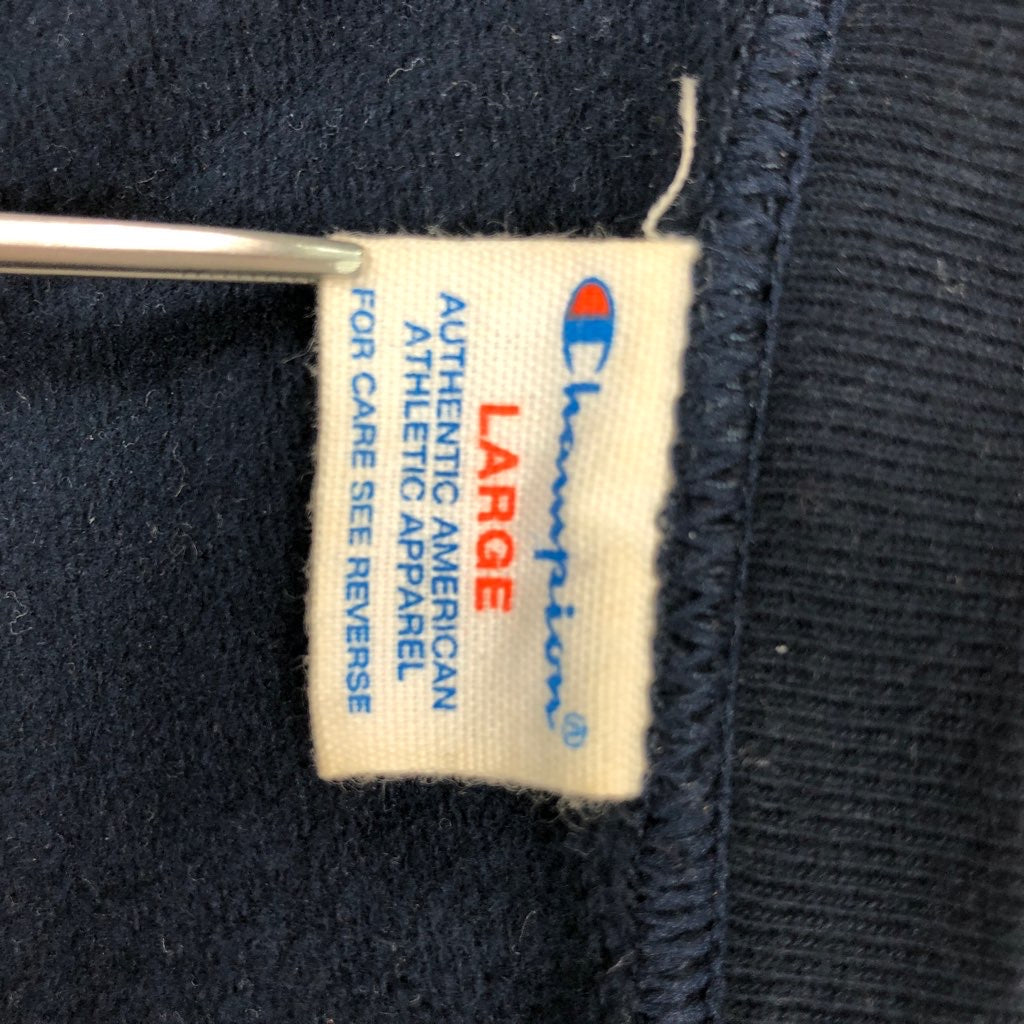 Champion®
LARGE
AUTHENTIC AMERICAN
ATHLETIC APPAREL
FOR CARE SEE REVERSE